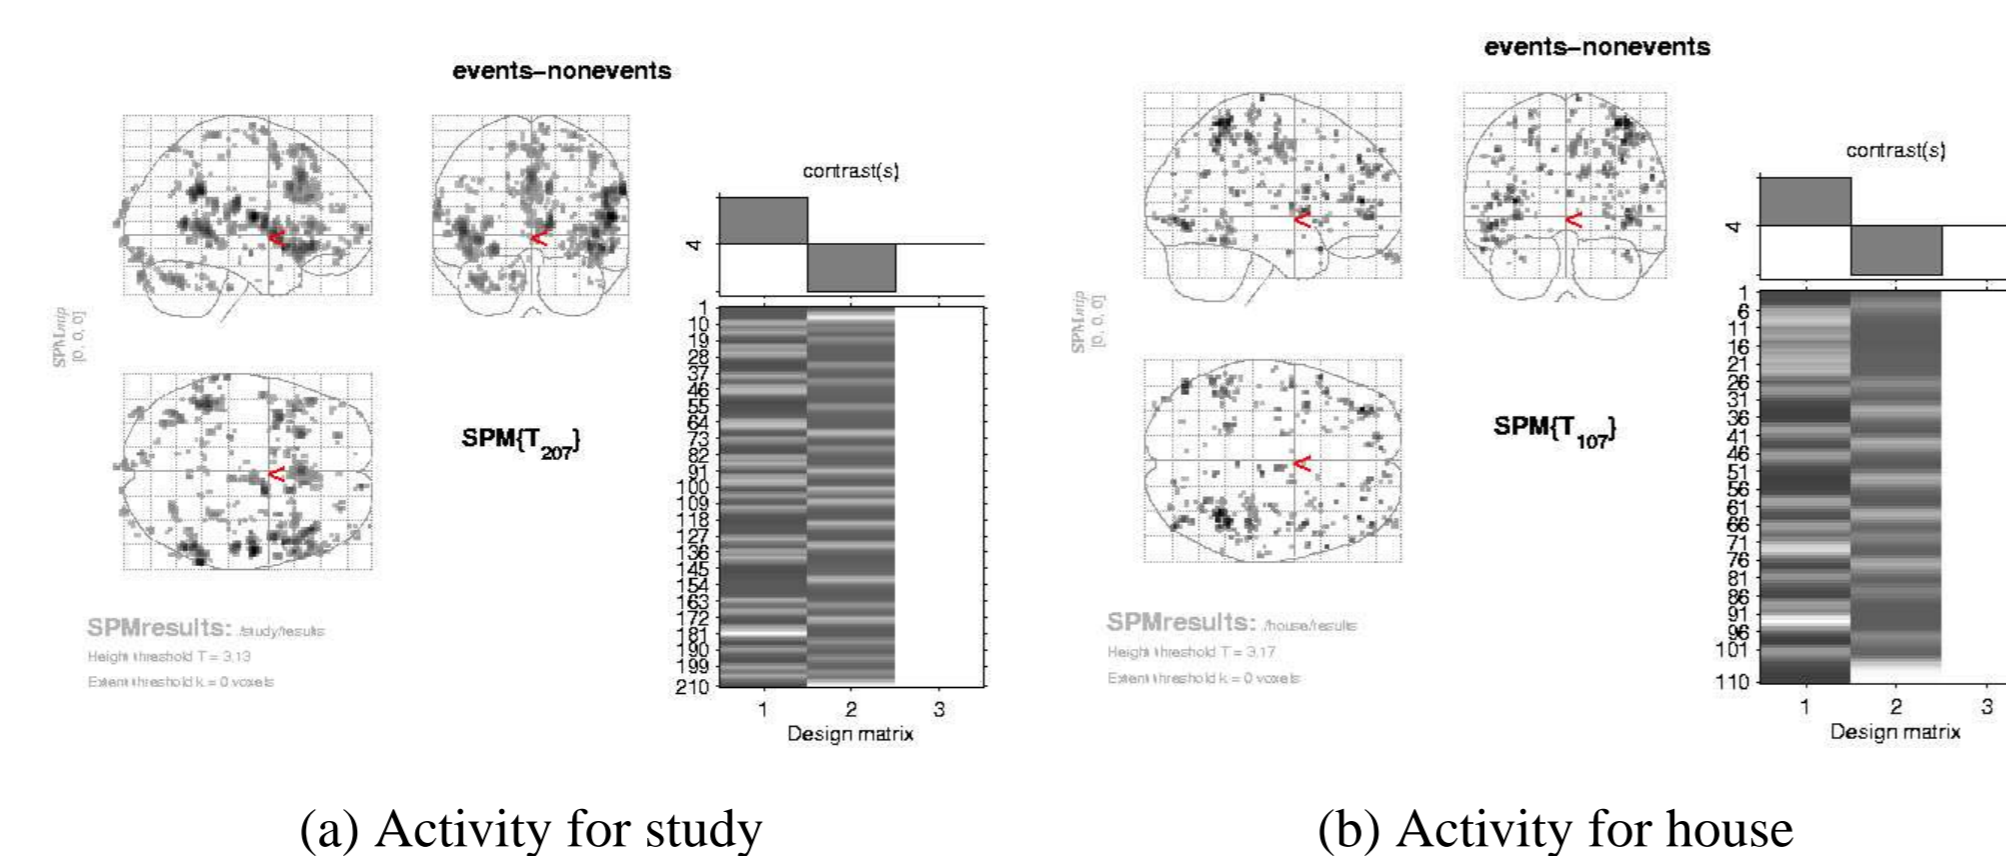 events–nonevents
contrast(s)
4
SPMmip
[0, 0, 0]
1
10
19
28
37
46
55
64
73
82
91
100
109
118
127
136
145
154
163
172
181
190
199
210
SPM{T207}
1 2 3
Design matrix
SPMresults: ./study/results
Height threshold T = 3.13
Extent threshold k = 0 voxels
(a) Activity for study
events–nonevents
contrast(s)
4
SPMmip
[0, 0, 0]
1
6
11
16
21
26
31
36
41
46
51
56
61
66
71
76
81
86
91
96
101
110
SPM{T107}
1 2 3
Design matrix
SPMresults: ./house/results
Height threshold T = 3.17
Extent threshold k = 0 voxels
(b) Activity for house